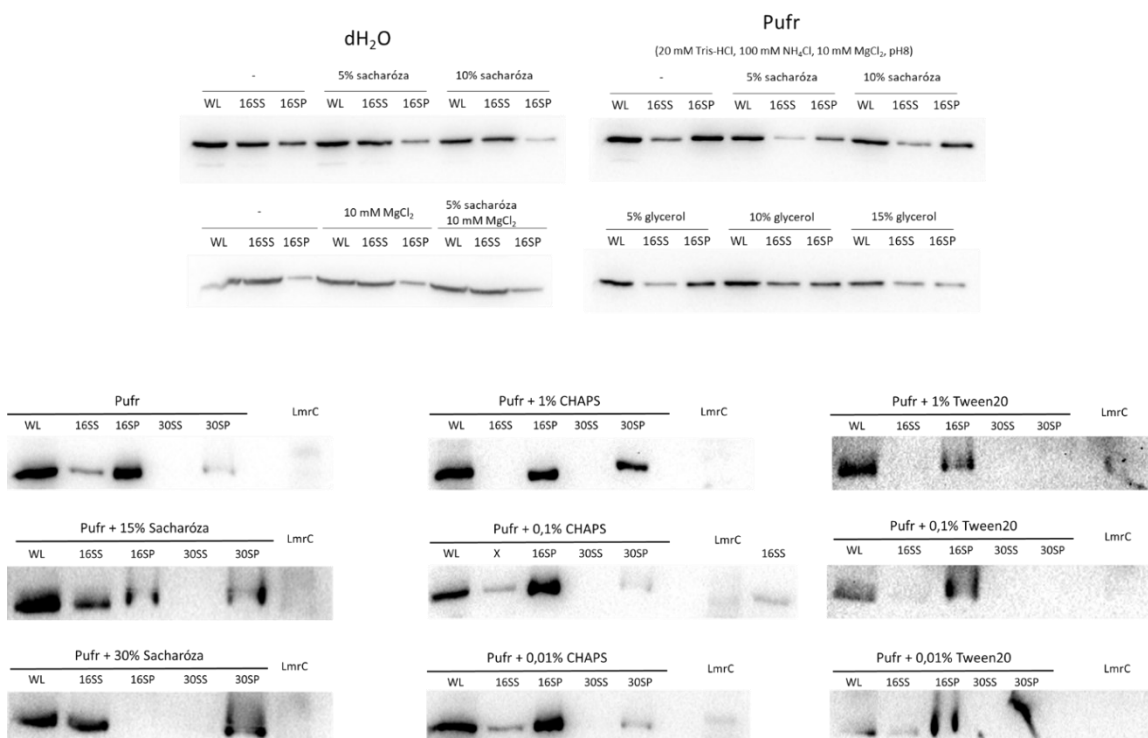 dH₂O
-
5% sacharóza
10% sacharóza
WL 16SS 16SP WL 16SS 16SP WL 16SS 16SP
-
10 mM MgCl₂
5% sacharóza
10 mM MgCl₂
WL 16SS 16SP WL 16SS 16SP WL 16SS 16SP
Pufr
(20 mM Tris-HCl, 100 mM NH₄Cl, 10 mM MgCl₂, pH8)
-
5% sacharóza
10% sacharóza
WL 16SS 16SP WL 16SS 16SP WL 16SS 16SP
5% glycerol
10% glycerol
15% glycerol
WL 16SS 16SP WL 16SS 16SP WL 16SS 16SP
Pufr
LmrC
WL 16SS 16SP 30SS 30SP
Pufr + 15% Sacharóza
LmrC
WL 16SS 16SP 30SS 30SP
Pufr + 30% Sacharóza
LmrC
WL 16SS 16SP 30SS 30SP
Pufr + 1% CHAPS
LmrC
WL 16SS 16SP 30SS 30SP
Pufr + 0,1% CHAPS
LmrC
WL X 16SP 30SS 30SP 16SS
Pufr + 0,01% CHAPS
LmrC
WL 16SS 16SP 30SS 30SP
Pufr + 1% Tween20
LmrC
WL 16SS 16SP 30SS 30SP
Pufr + 0,1% Tween20
LmrC
WL 16SS 16SP 30SS 30SP
Pufr + 0,01% Tween20
LmrC
WL 16SS 16SP 30SS 30SP